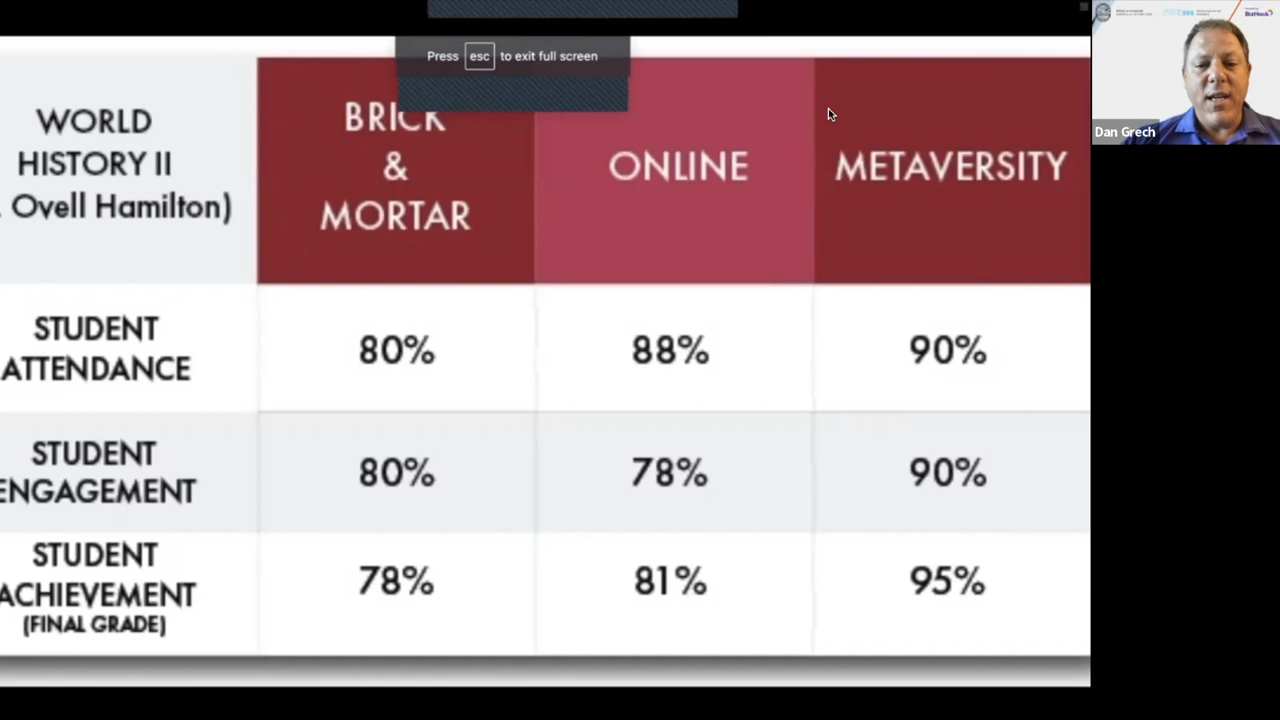 Press esc to exit full screen
WORLD
HISTORY II
. Ovell Hamilton)
BRICK
&
MORTAR
ONLINE
METAVERSITY
STUDENT
ATTENDANCE
80%
88%
90%
STUDENT
ENGAGEMENT
80%
78%
90%
STUDENT
ACHIEVEMENT
(FINAL GRADE)
78%
81%
95%
BizHack
Dan Grech